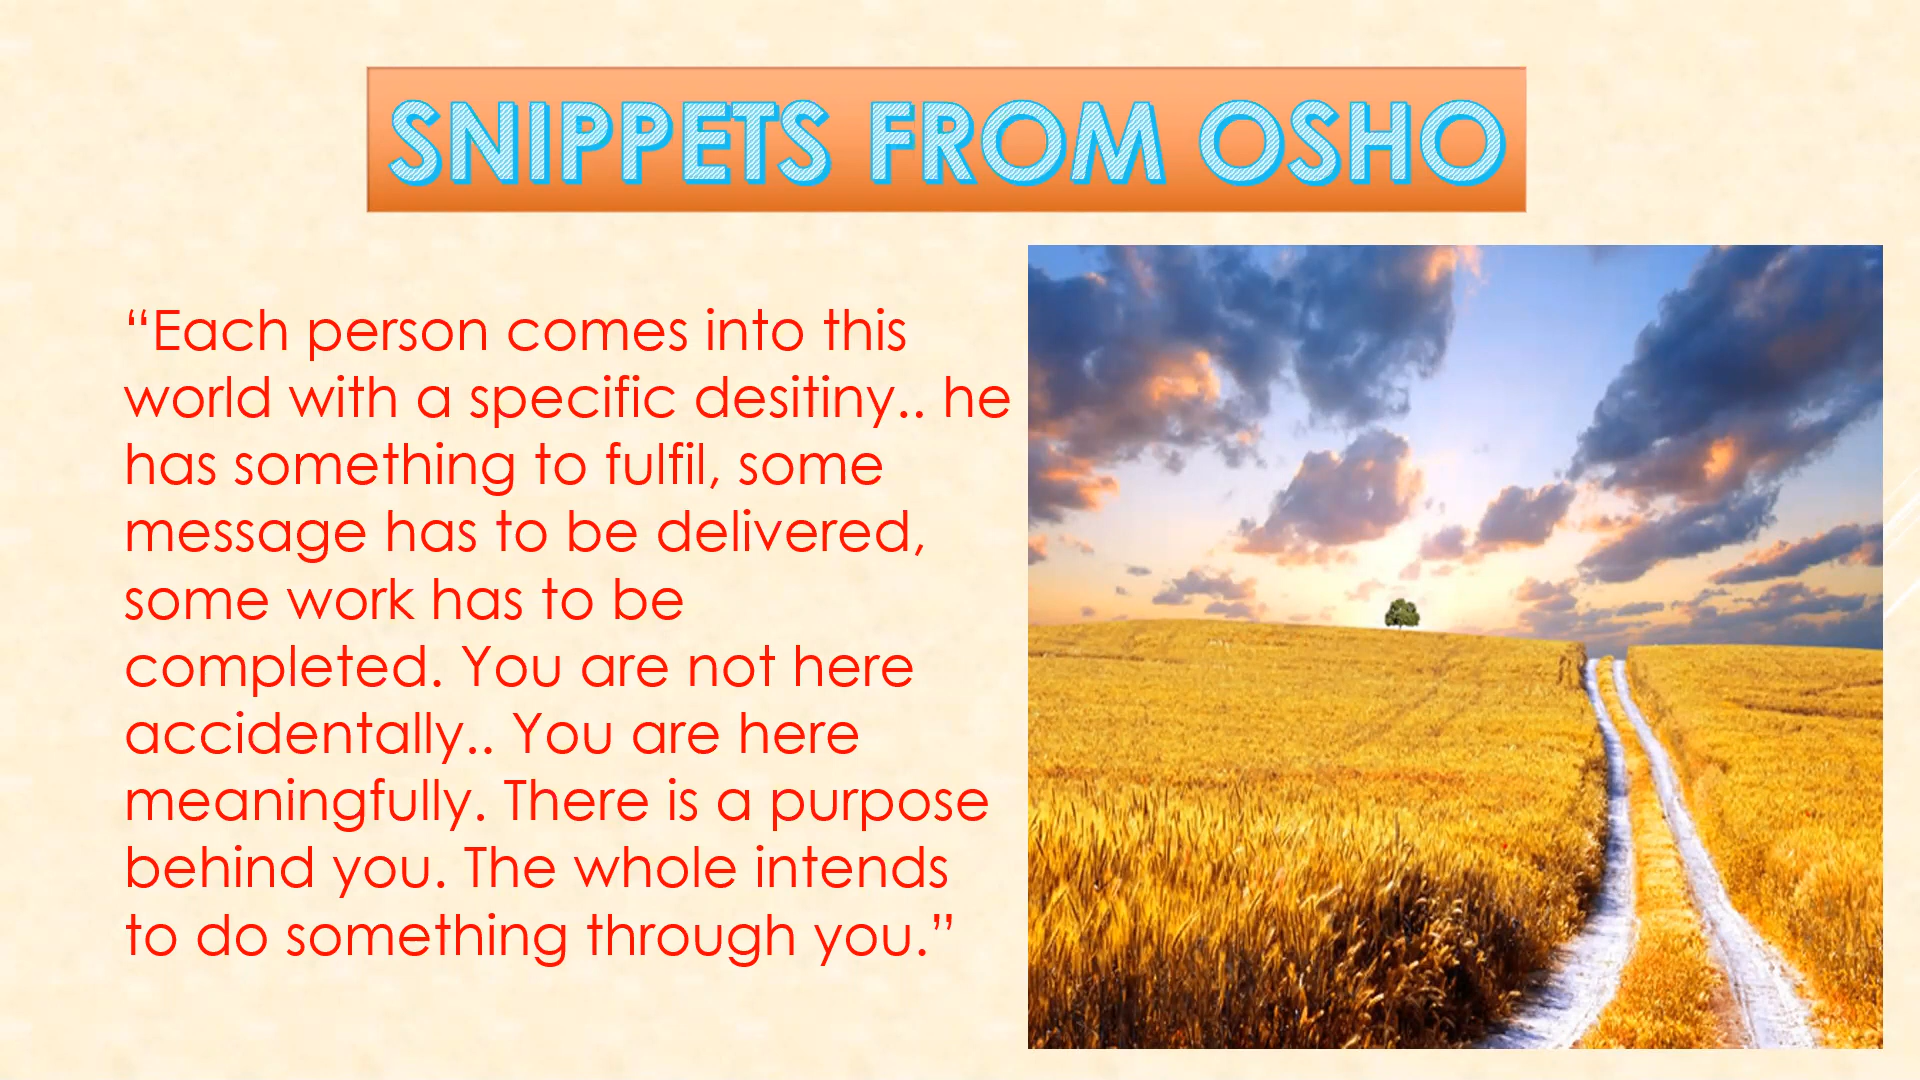 SNIPPETS FROM OSHO
“Each person comes into this
world with a specific desitiny.. he
has something to fulfil, some
message has to be delivered,
some work has to be
completed. You are not here
accidentally.. You are here
meaningfully. There is a purpose
behind you. The whole intends
to do something through you.”